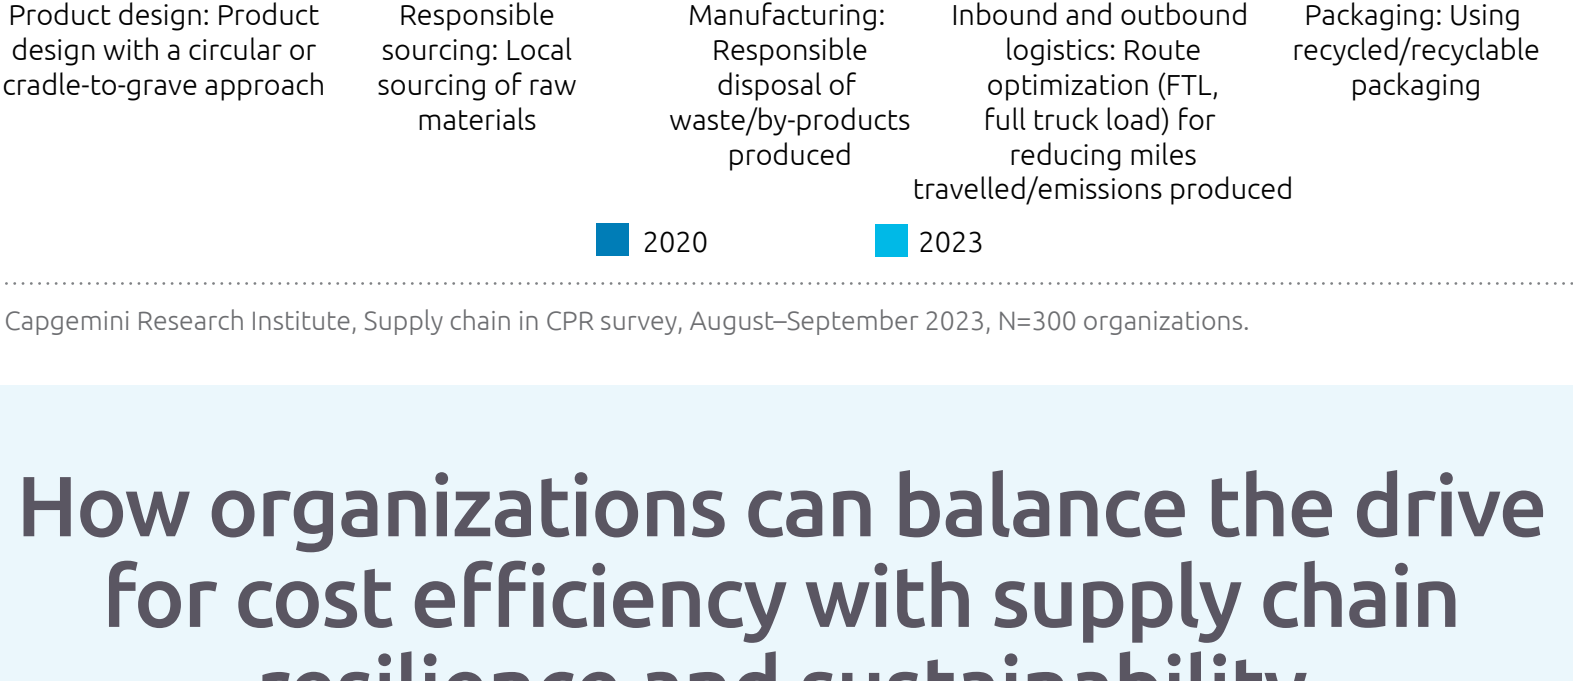 Product design: Product
design with a circular or
cradle-to-grave approach
Responsible
sourcing: Local
sourcing of raw
materials
Manufacturing:
Responsible
disposal of
waste/by-products
produced
Inbound and outbound
logistics: Route
optimization (FTL,
full truck load) for
reducing miles
travelled/emissions produced
Packaging: Using
recycled/recyclable
packaging
2020
2023
Capgemini Research Institute, Supply chain in CPR survey, August–September 2023, N=300 organizations.
How organizations can balance the drive
for cost efficiency with supply chain
resilience and sustainability